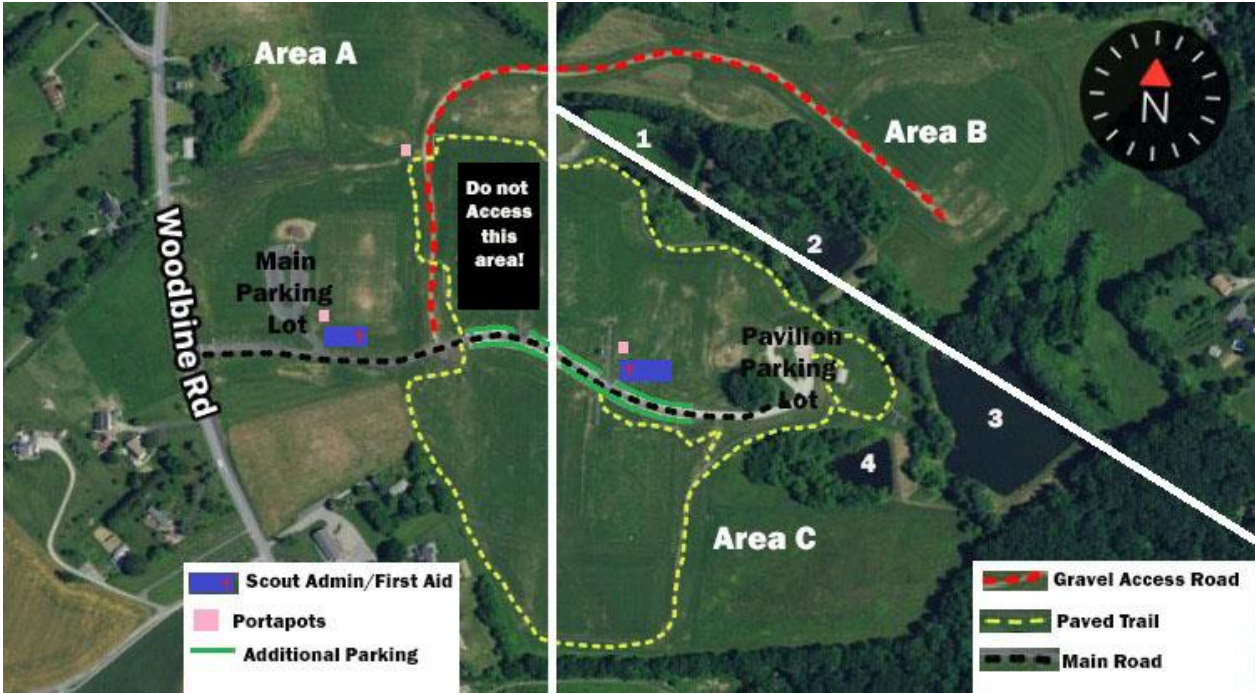 Area A
1
Area B
N
Do not
Access
this
area!
2
Woodbine Rd
Main
Parking
Lot
Pavilion
Parking
Lot
3
4
Area C
Scout Admin/First Aid
Portapots
Additional Parking
Gravel Access Road
Paved Trail
Main Road